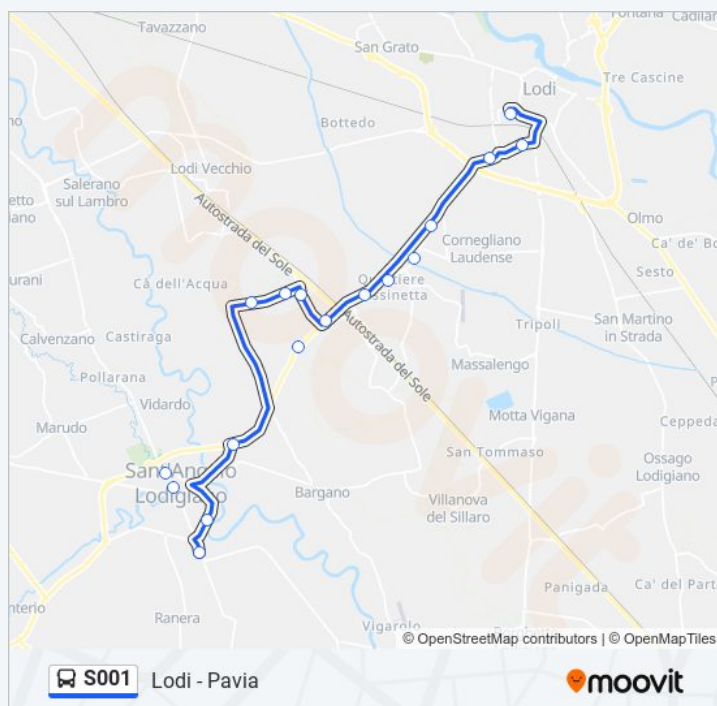 Fontana
Cadilana
Tavazzano
San Grato
Tre Cascine
Lodi
Bottedo
Lodi Vecchio
Salerano
sul Lambro
Autostrada del Sole
Olmo
Cornegliano
Laudense
Ca' de' Bo
Sesto
Cà dell'Acqua
Quartiere
Pissinetta
Autostrada del Sole
Calvenzano
Castiraga
Tripoli
San Martino
in Strada
Pollarana
Massalengo
Vidardo
Marudo
Motta Vigana
Ceppeda
San Tommaso
Ossago
Lodigiano
Sant'Angelo
Lodigiano
Bargano
Villanova
del Sillaro
Panigada
Ca' del Part
Ranera
Vigarolo
© OpenStreetMap contributors | © OpenMapTiles
S001 Lodi - Pavia
moovit